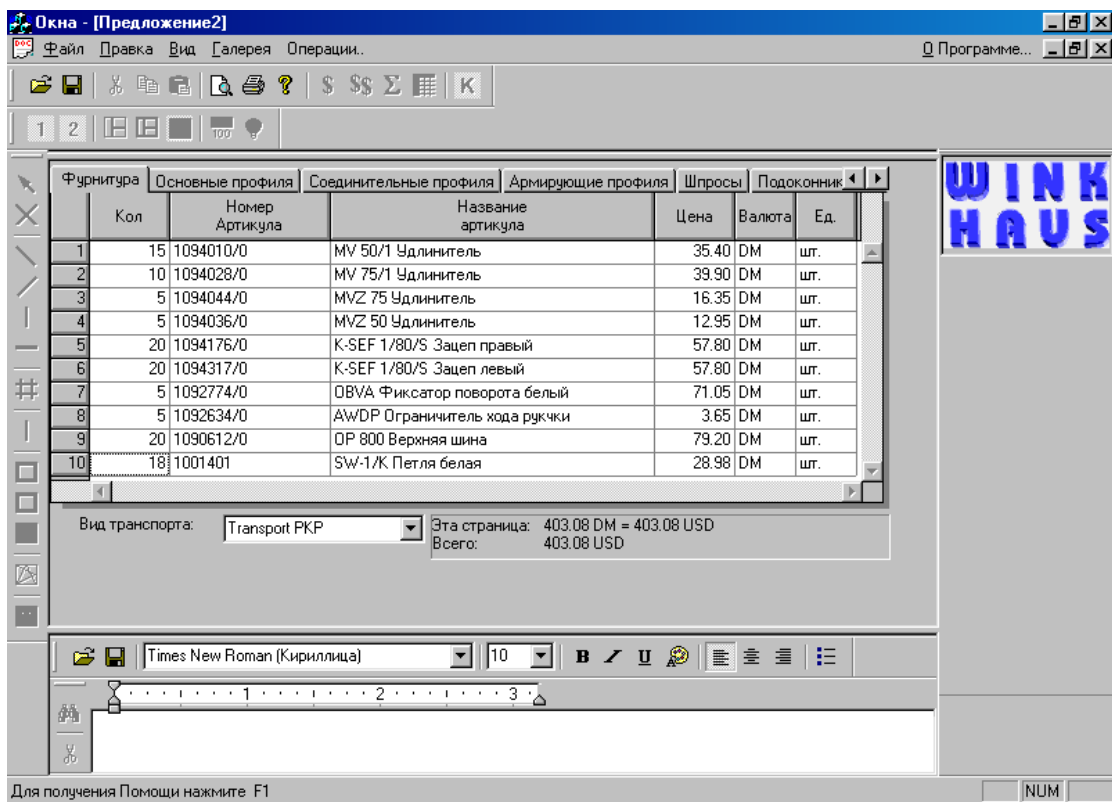 Окна - [Предложение2]
Файл Правка Вид Галерея Операции.. О Программе...
$ $$ Σ K
1 2 100
Фурнитура Основные профиля Соединительные профиля Армирующие профиля Шпросы Подоконник
Кол Номер Артикула Название артикула Цена Валюта Ед.
1 15 1094010/0 MV 50/1 Удлинитель 35.40 DM шт.
2 10 1094028/0 MV 75/1 Удлинитель 39.90 DM шт.
3 5 1094044/0 MVZ 75 Удлинитель 16.35 DM шт.
4 5 1094036/0 MVZ 50 Удлинитель 12.95 DM шт.
5 20 1094176/0 K-SEF 1/80/S Зацеп правый 57.80 DM шт.
6 20 1094317/0 K-SEF 1/80/S Зацеп левый 57.80 DM шт.
7 5 1092774/0 OBVA Фиксатор поворота белый 71.05 DM шт.
8 5 1092634/0 AWDP Ограничитель хода рукчки 3.65 DM шт.
9 20 1090612/0 OP 800 Верхняя шина 79.20 DM шт.
10 18 1001401 SW-1/K Петля белая 28.98 DM шт.
WINK
HAUS
Вид транспорта: Transport PKP Эта страница: 403.08 DM = 403.08 USD
Всего: 403.08 USD
Times New Roman (Кириллица) 10 B I U
1 2 3
Для получения Помощи нажмите F1 NUM